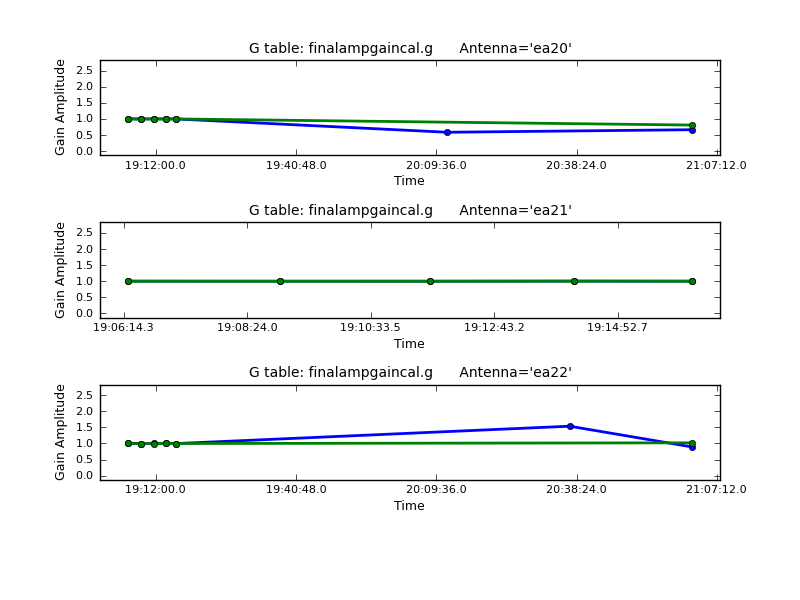 G table: finalampgaincal.g Antenna='ea20'
Gain Amplitude
2.5
2.0
1.5
1.0
0.5
0.0
19:12:00.0 19:40:48.0 20:09:36.0 20:38:24.0 21:07:12.0
Time
G table: finalampgaincal.g Antenna='ea21'
Gain Amplitude
2.5
2.0
1.5
1.0
0.5
0.0
19:06:14.3 19:08:24.0 19:10:33.5 19:12:43.2 19:14:52.7
Time
G table: finalampgaincal.g Antenna='ea22'
Gain Amplitude
2.5
2.0
1.5
1.0
0.5
0.0
19:12:00.0 19:40:48.0 20:09:36.0 20:38:24.0 21:07:12.0
Time